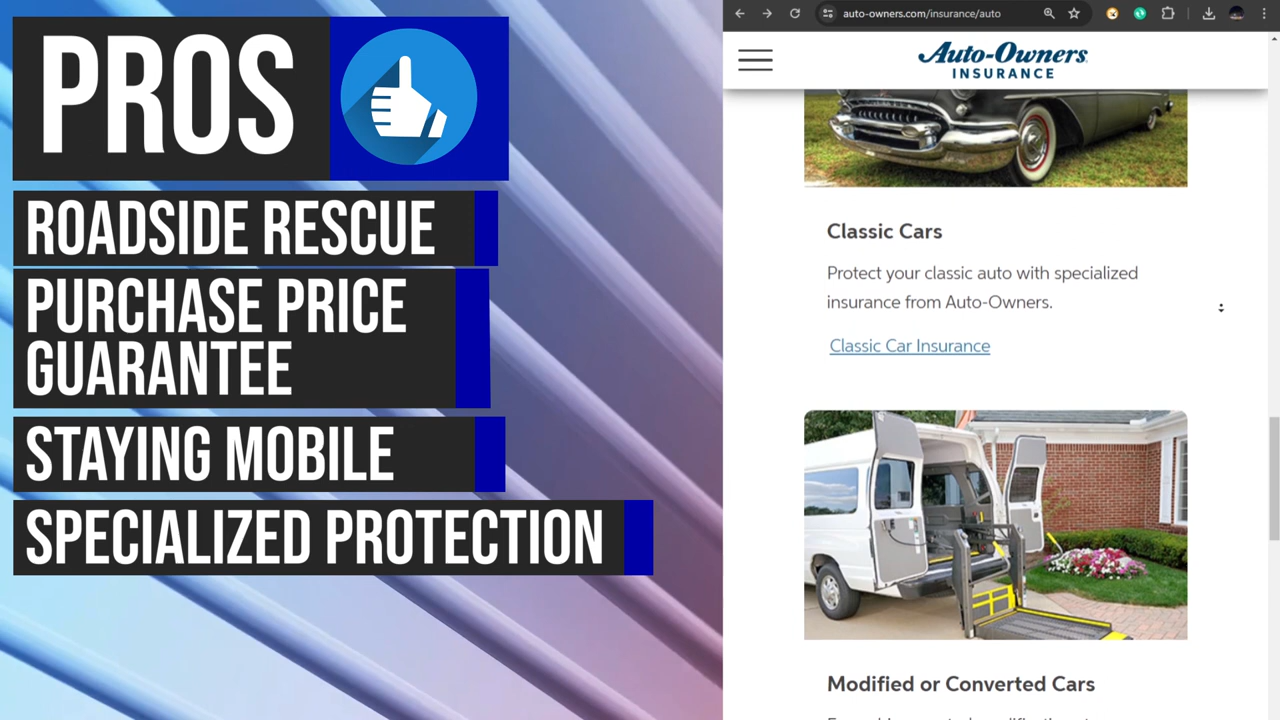 PROS
ROADSIDE RESCUE
PURCHASE PRICE
GUARANTEE
STAYING MOBILE
SPECIALIZED PROTECTION
auto-owners.com/insurance/auto
Auto-Owners
INSURANCE
Classic Cars
Protect your classic auto with specialized
insurance from Auto-Owners.
Classic Car Insurance
Modified or Converted Cars